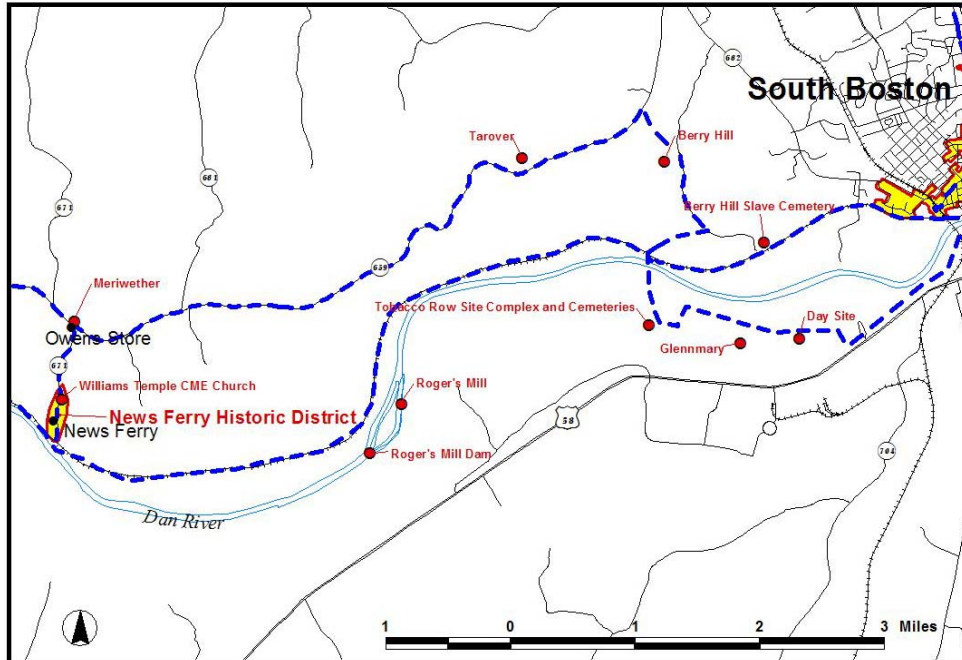 682
South Boston
Tarover
Berry Hill
681
671
Berry Hill Slave Cemetery
659
Meriwether
Owens Store
Tobacco Row Site Complex and Cemeteries
Day Site
Glennmary
671
Williams Temple CME Church
Roger's Mill
News Ferry Historic District
58
News Ferry
704
Roger's Mill Dam
Dan River
1 0 1 2 3 Miles